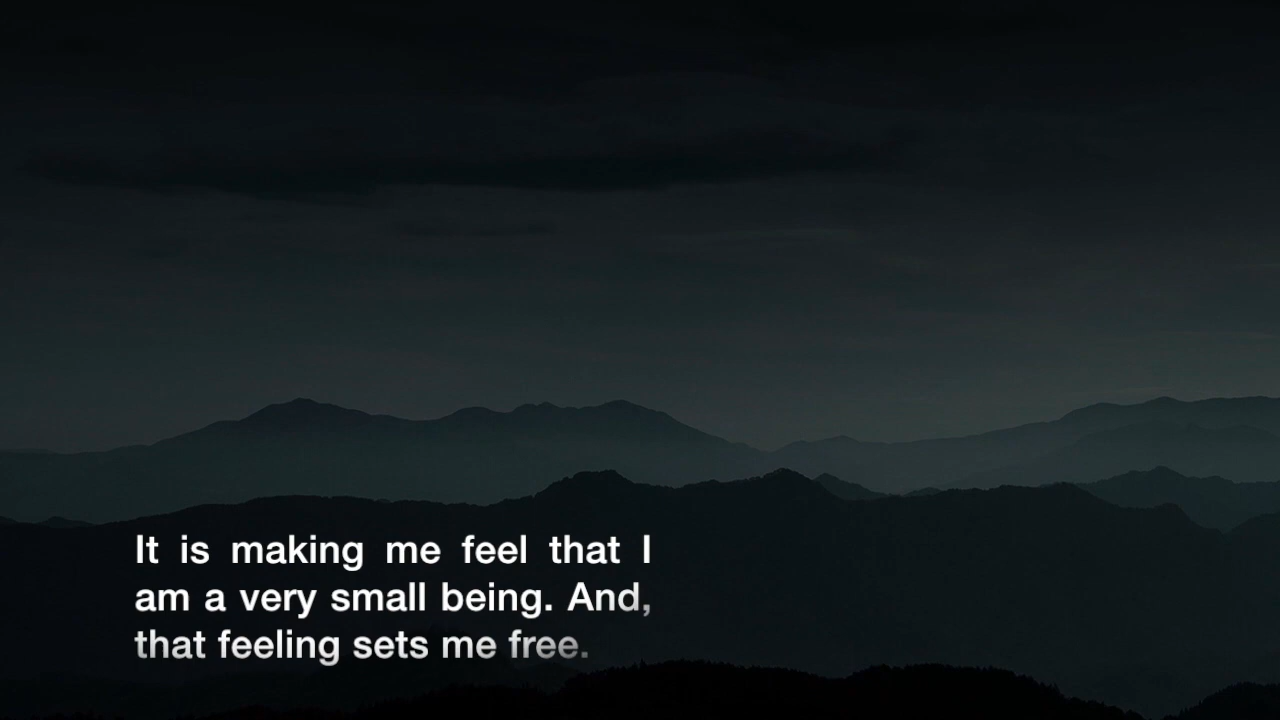 It is making me feel that I
am a very small being. And,
that feeling sets me free.